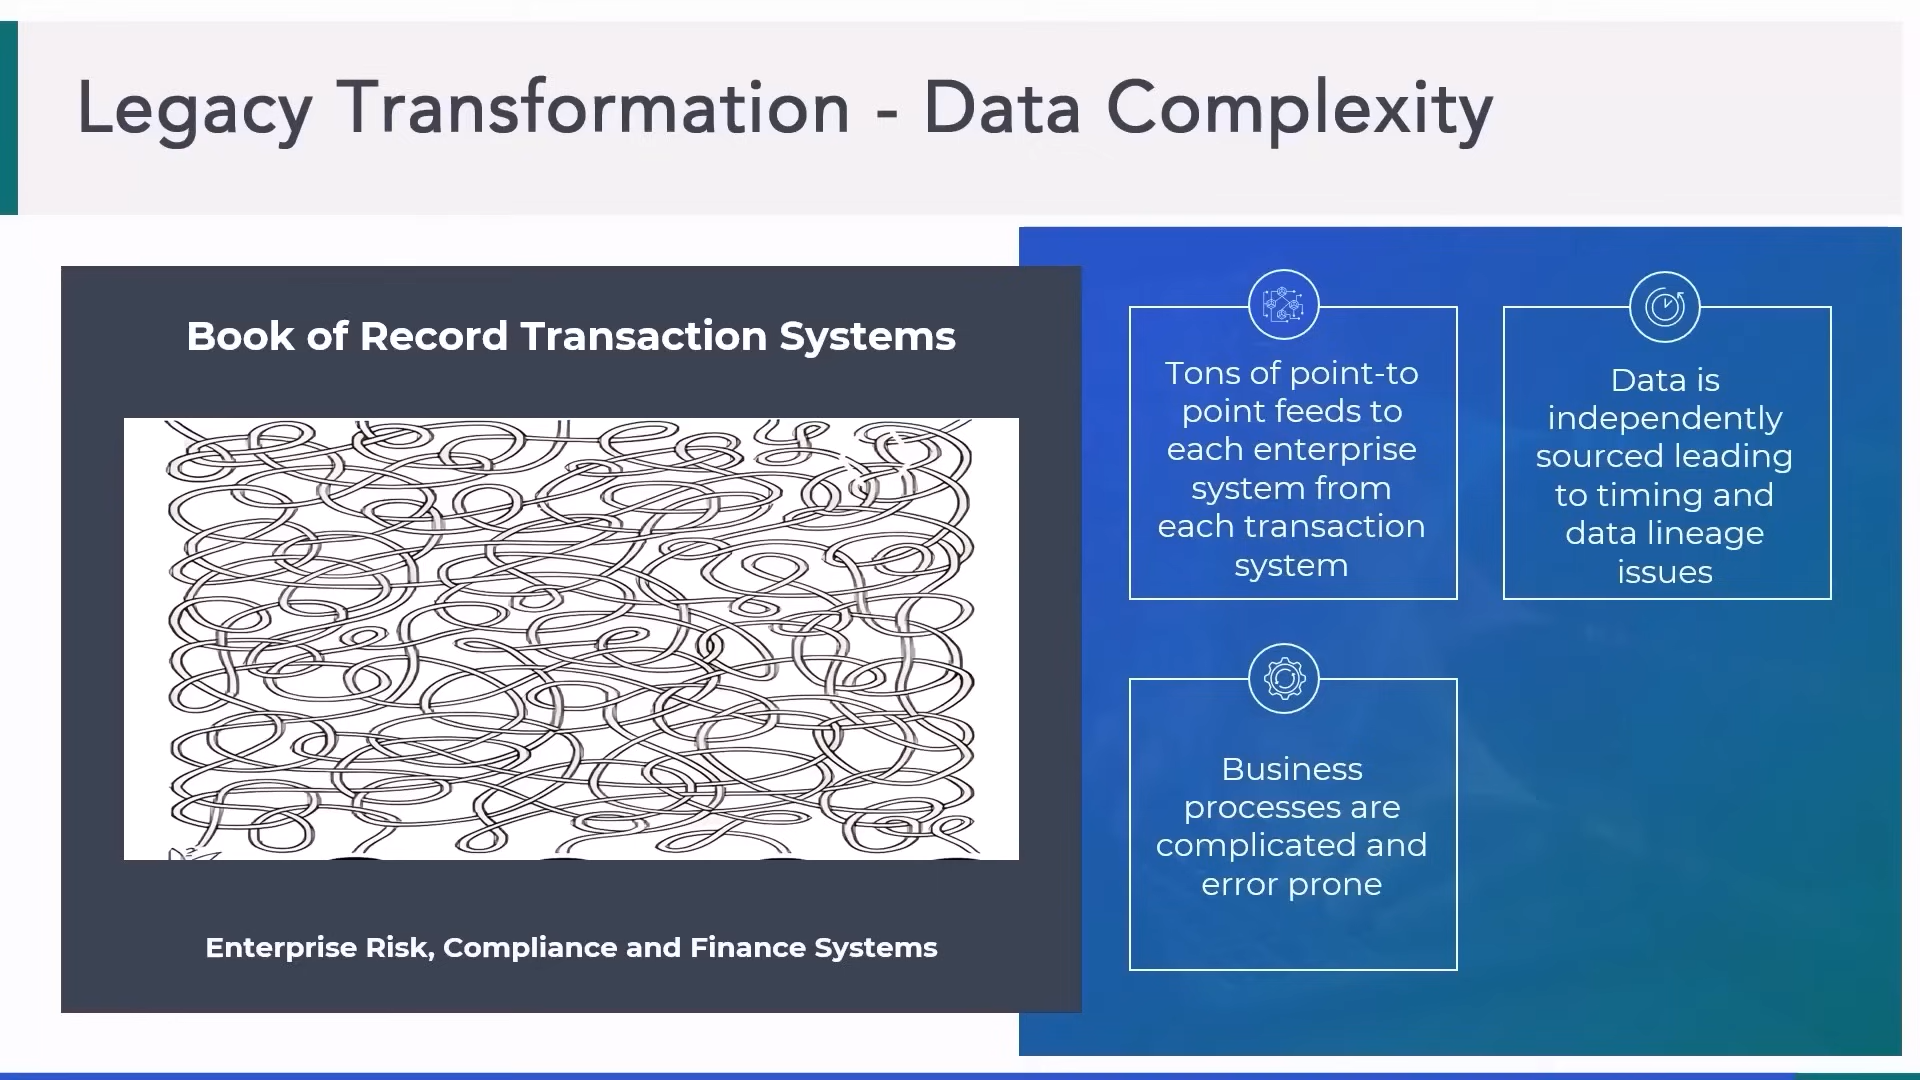 Legacy Transformation - Data Complexity
Book of Record Transaction Systems
Enterprise Risk, Compliance and Finance Systems
Tons of point-to
point feeds to
each enterprise
system from
each transaction
system
Data is
independently
sourced leading
to timing and
data lineage
issues
Business
processes are
complicated and
error prone